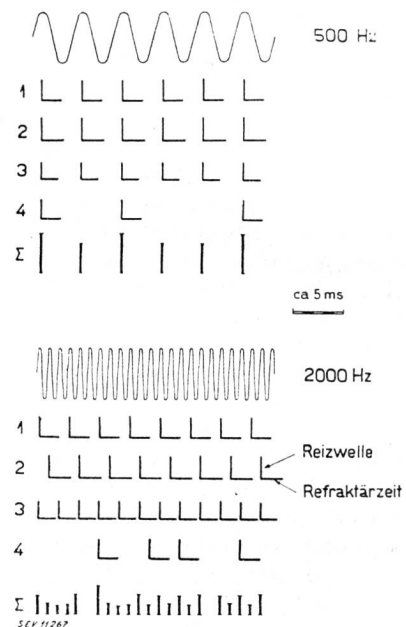 500 Hz
1
2
3
4
Σ
ca 5 ms
2000 Hz
1
2
Reizwelle
Refraktärzeit
3
4
Σ
SEV 11267